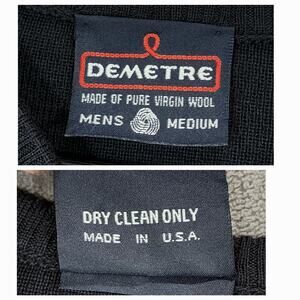 DEMETRE
MADE OF PURE VIRGIN WOOL
MENS MEDIUM
DRY CLEAN ONLY
MADE IN U.S.A.